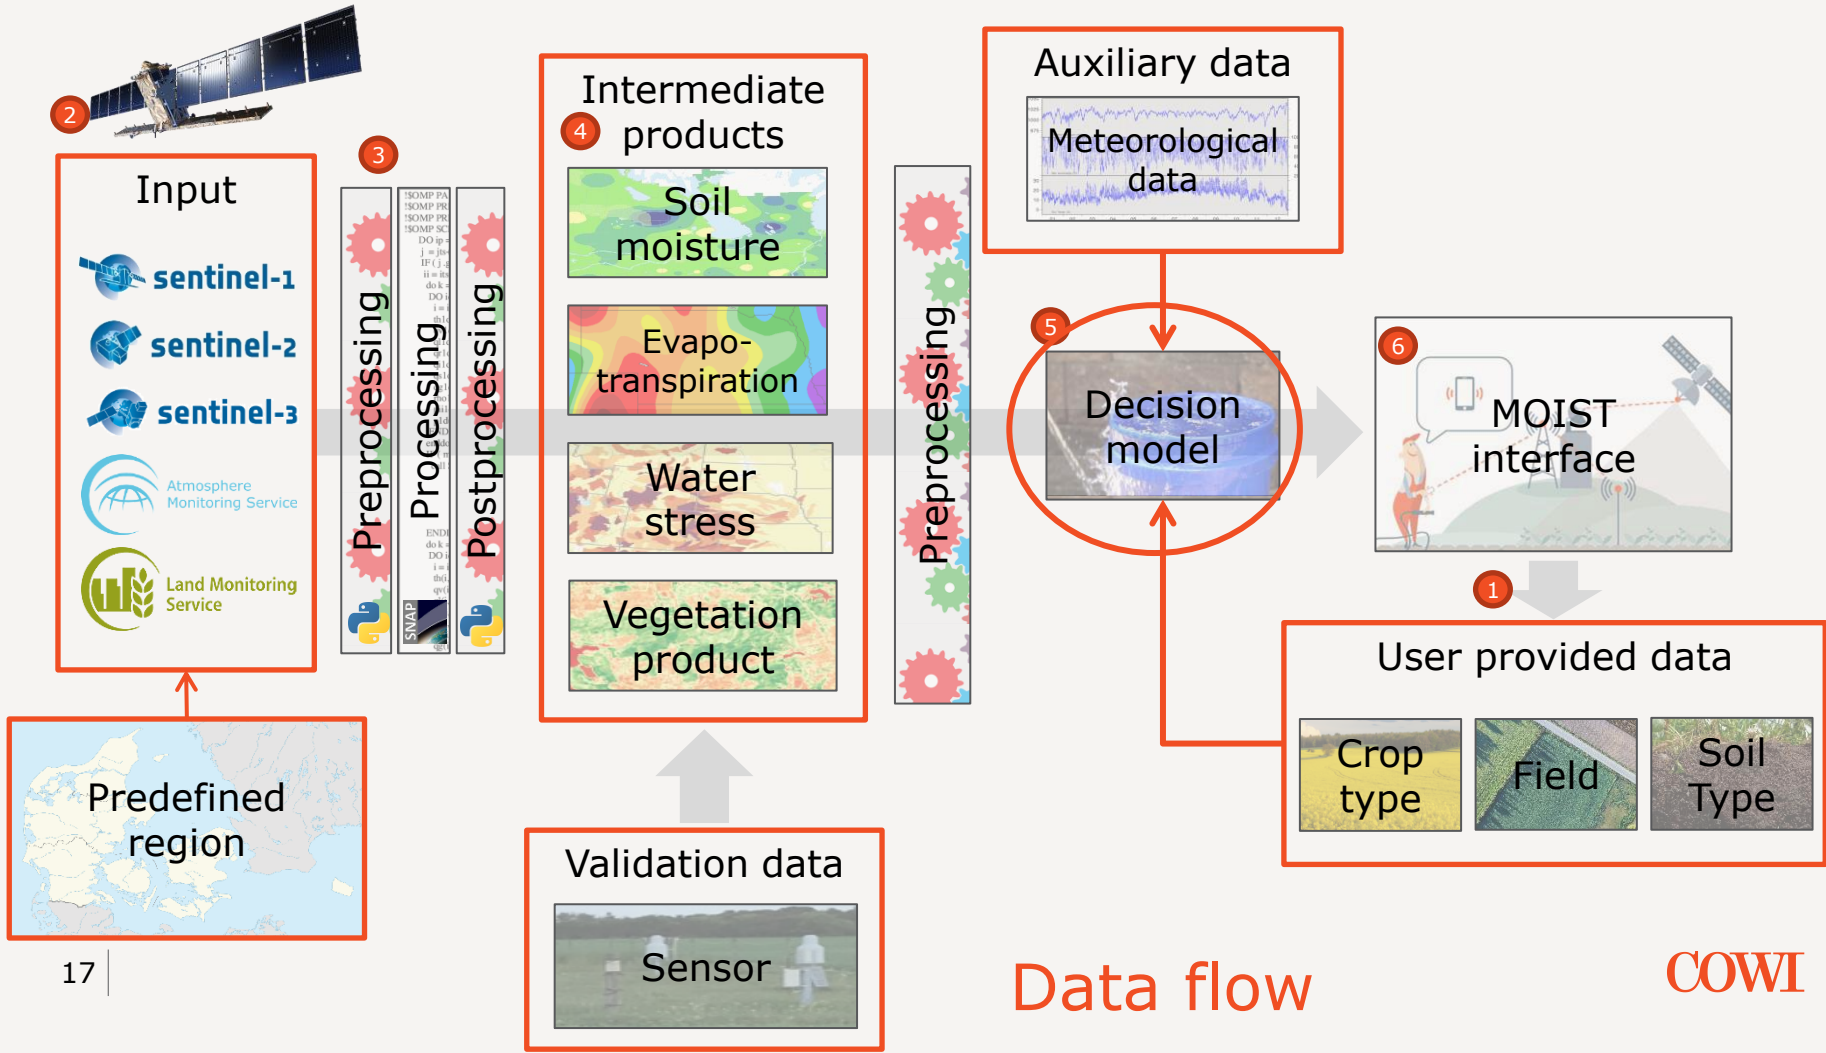 2
Input
sentinel-1
sentinel-2
sentinel-3
Atmosphere
Monitoring Service
Land Monitoring
Service
Predefined
region
17
3
Preprocessing
Processing
SNAP
Postprocessing
Intermediate
4
products
Soil
moisture
Evapo-
transpiration
Water
stress
Vegetation
product
Validation data
Sensor
Preprocessing
Auxiliary data
Meteorological
data
5
Decision
model
6
MOIST
interface
1
User provided data
Crop
type
Field
Soil
Type
Data flow
COWI